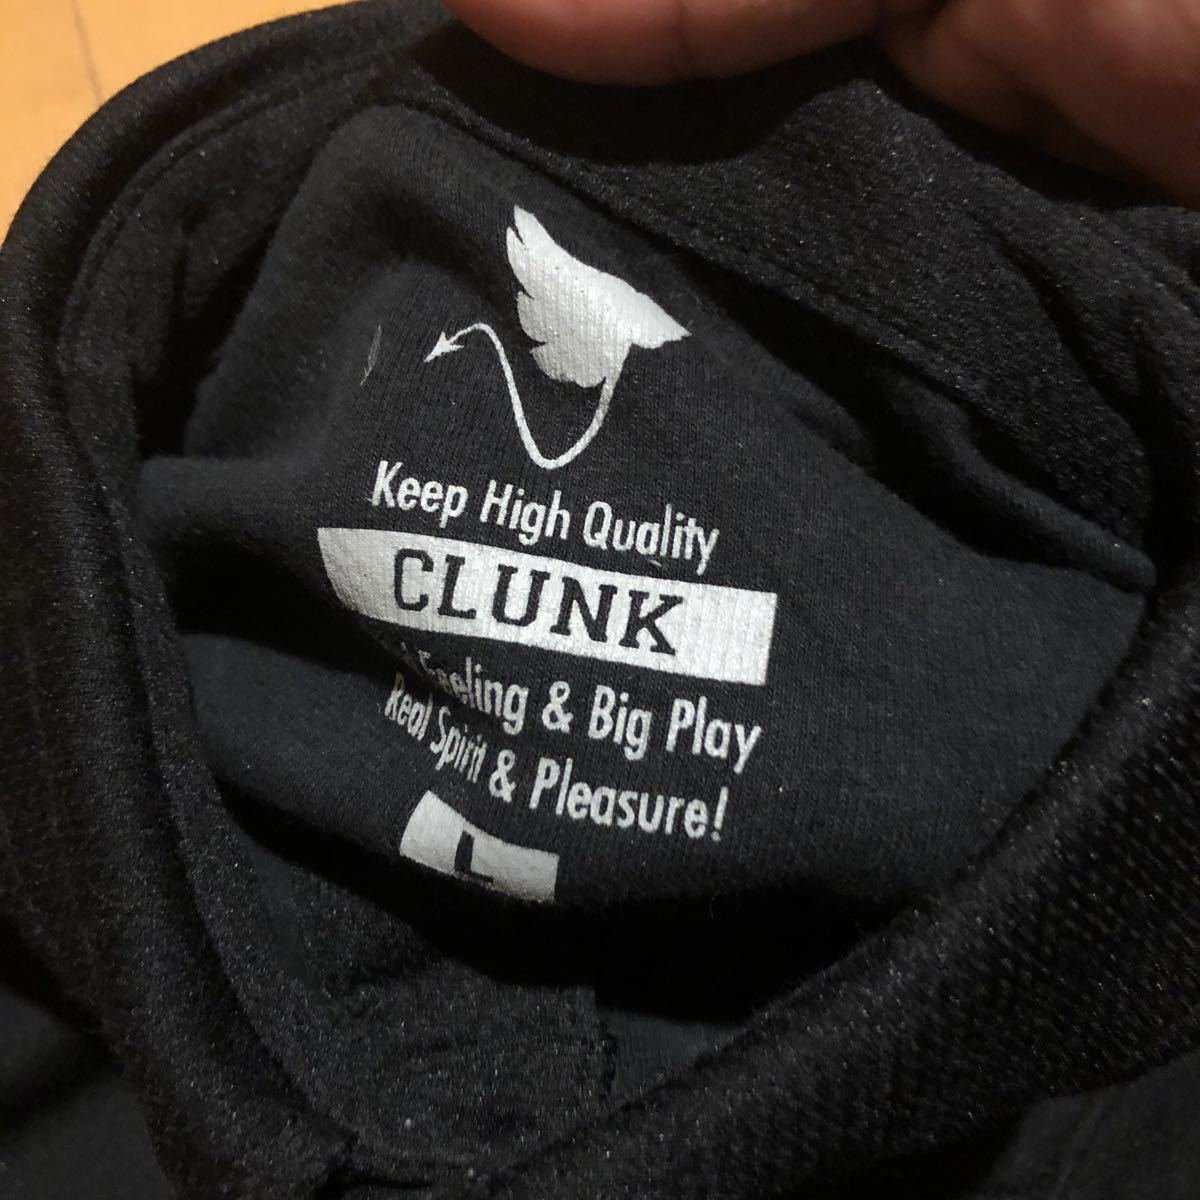 Keep High Quality
CLUNK
Feeling & Big Play
Real Spirit & Pleasure!
L